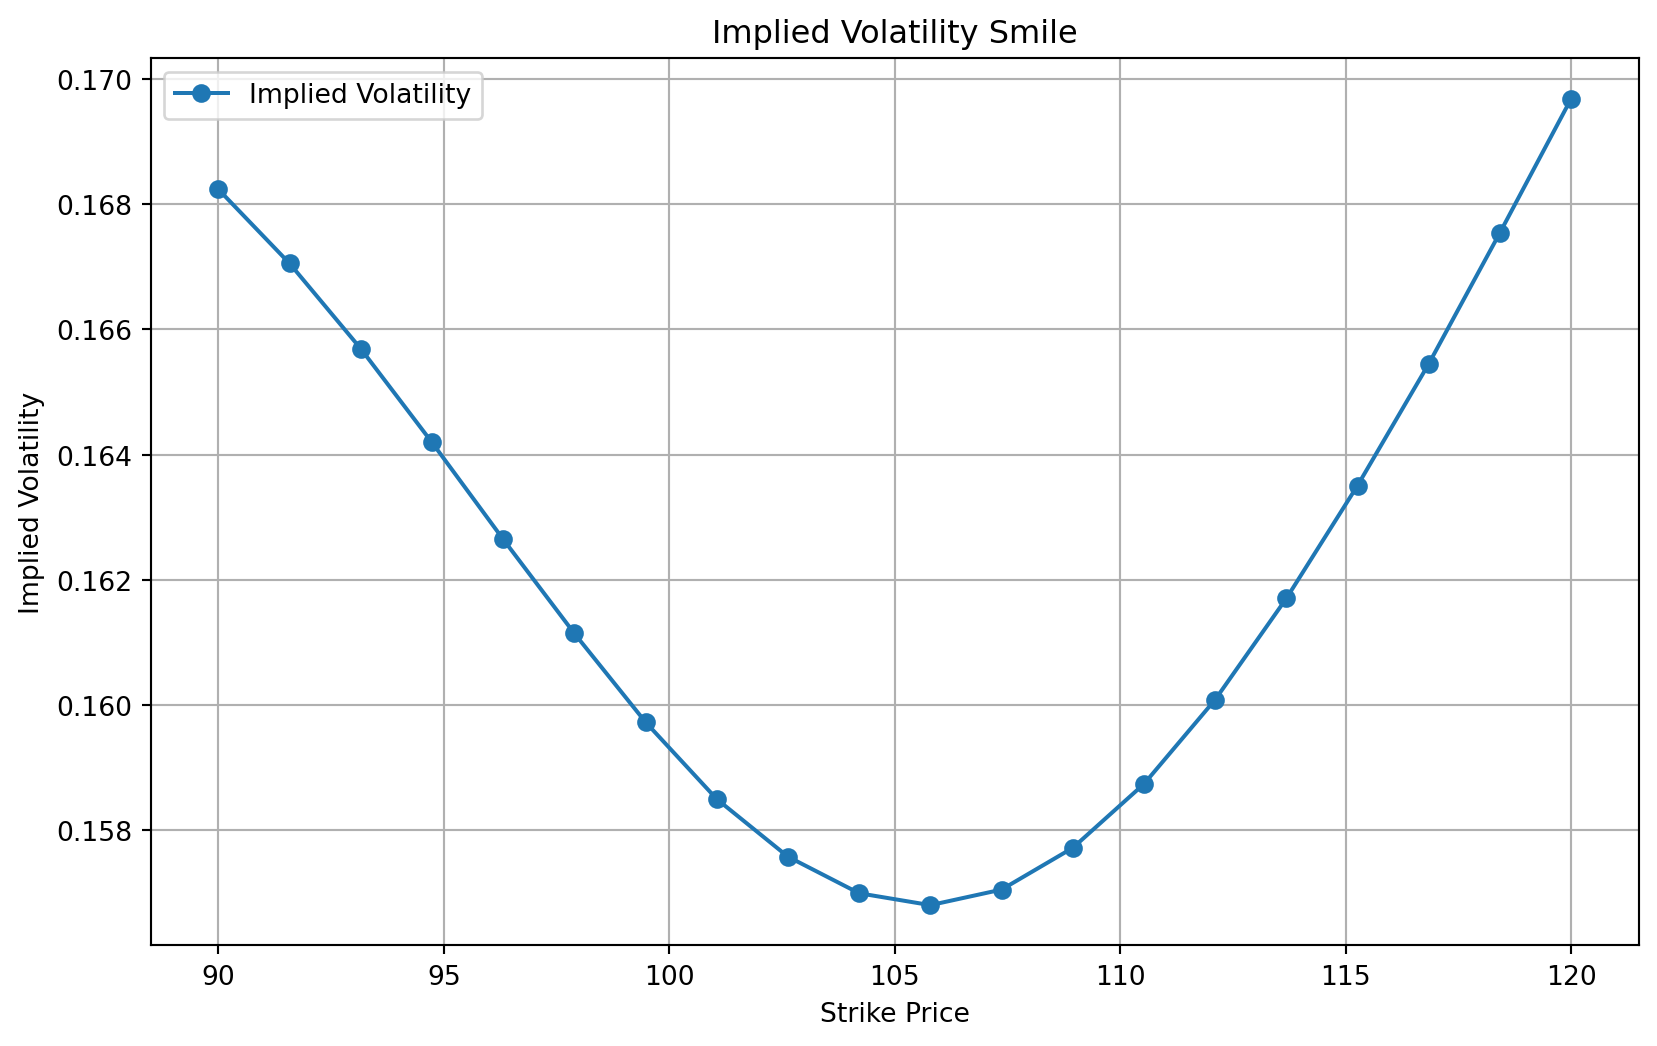 Implied Volatility Smile
Implied Volatility
0.170
0.168
0.166
0.164
0.162
0.160
0.158
Implied Volatility
90 95 100 105 110 115 120
Strike Price